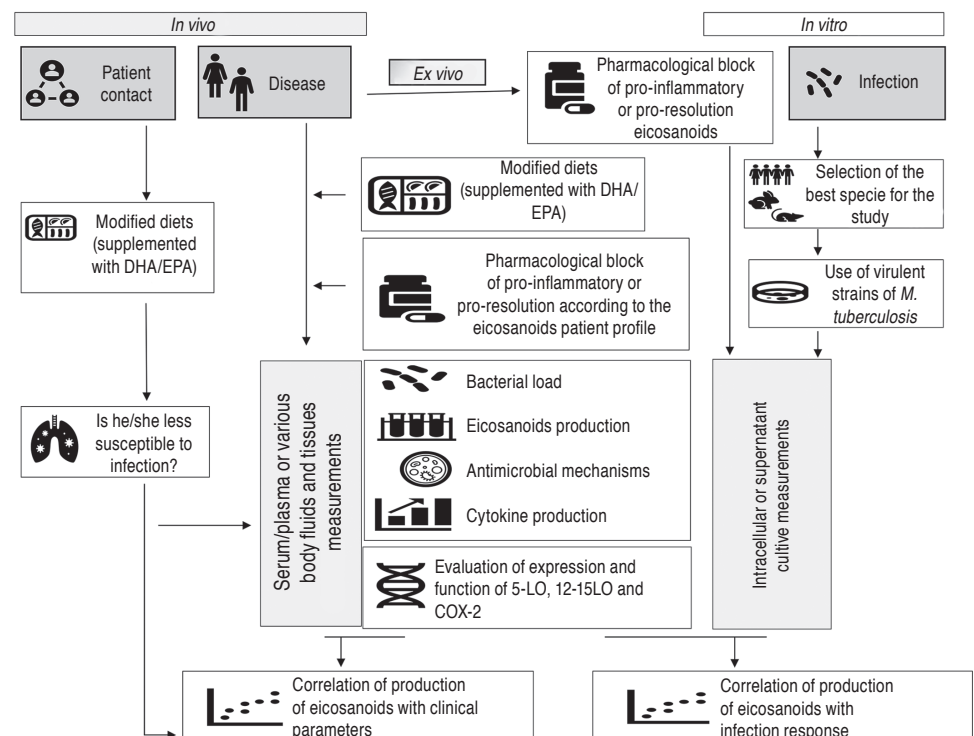 In vivo
In vitro
Patient
contact
Disease
Ex vivo
Pharmacological block
of pro-inflammatory
or pro-resolution
eicosanoids
Infection
Modified diets
(supplemented
with DHA/EPA)
Modified diets
(supplemented with DHA/
EPA)
Selection of the
best specie for the
study
Pharmacological block
of pro-inflammatory or
pro-resolution according to the
eicosanoids patient profile
Use of virulent
strains of M.
tuberculosis
Is he/she less
susceptible to
infection?
Serum/plasma or various
body fluids and tissues
measurements
Bacterial load
Eicosanoids production
Antimicrobial mechanisms
Cytokine production
Evaluation of expression and
function of 5-LO, 12-15LO and
COX-2
Intracellular or supernatant
cultive measurements
Correlation of production
of eicosanoids with clinical
parameters
Correlation of production
of eicosanoids with
infection response